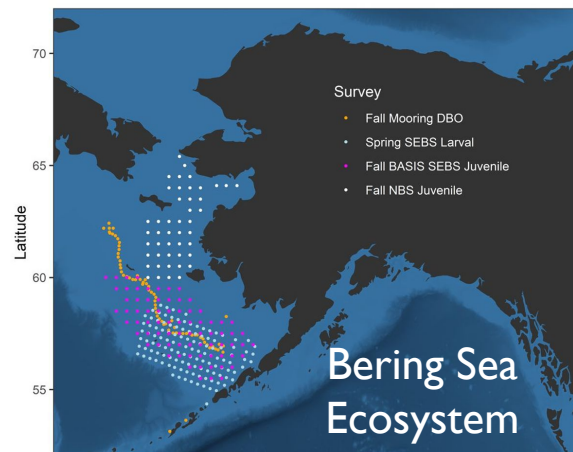 70
Survey
Fall Mooring DBO
Spring SEBS Larval
Fall BASIS SEBS Juvenile
65
Fall NBS Juvenile
Latitude
60
55
Bering Sea
Ecosystem